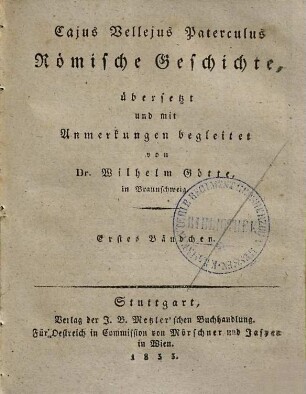 Cajus Vellejus Paterculus
Römische Geschichte,
übersetzt
und mit
Anmerkungen begleitet
von
Dr. Wilhelm Götte,
in Braunschweig.
Erstes Bändchen.
BIBLIOTHEK
Stuttgart,
Verlag der J. B. Metzler'schen Buchhandlung.
Für Oestreich in Commission von Mörschner und Jasper
in Wien.
1833.